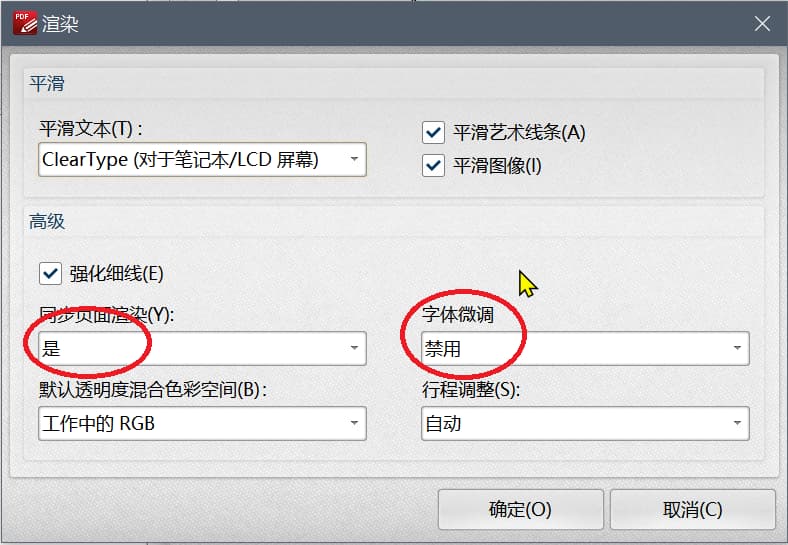 PDF
渲染
平滑
平滑文本(T) :
ClearType (对于笔记本/LCD 屏幕)
平滑艺术线条(A)
平滑图像(I)
高级
强化细线(E)
同步页面渲染(Y):
是
字体微调
禁用
默认透明度混合色彩空间(B) :
工作中的 RGB
行程调整(S):
自动
确定(O)
取消(C)